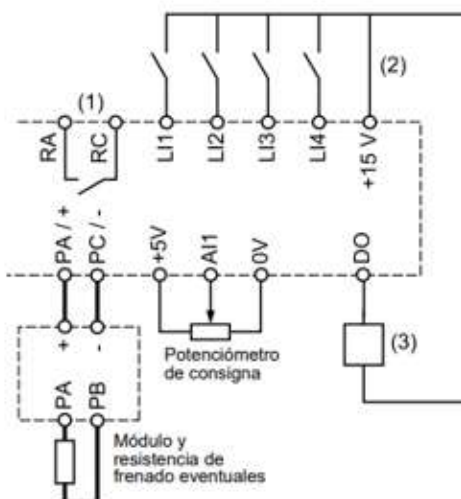 (1)
(2)
RA
RC
LI1
LI2
LI3
LI4
+15 V
PA / +
PC / -
+5V
AI1
0V
DO
+
-
(3)
Potenciómetro
de consigna
PA
PB
Módulo y
resistencia de
frenado eventuales